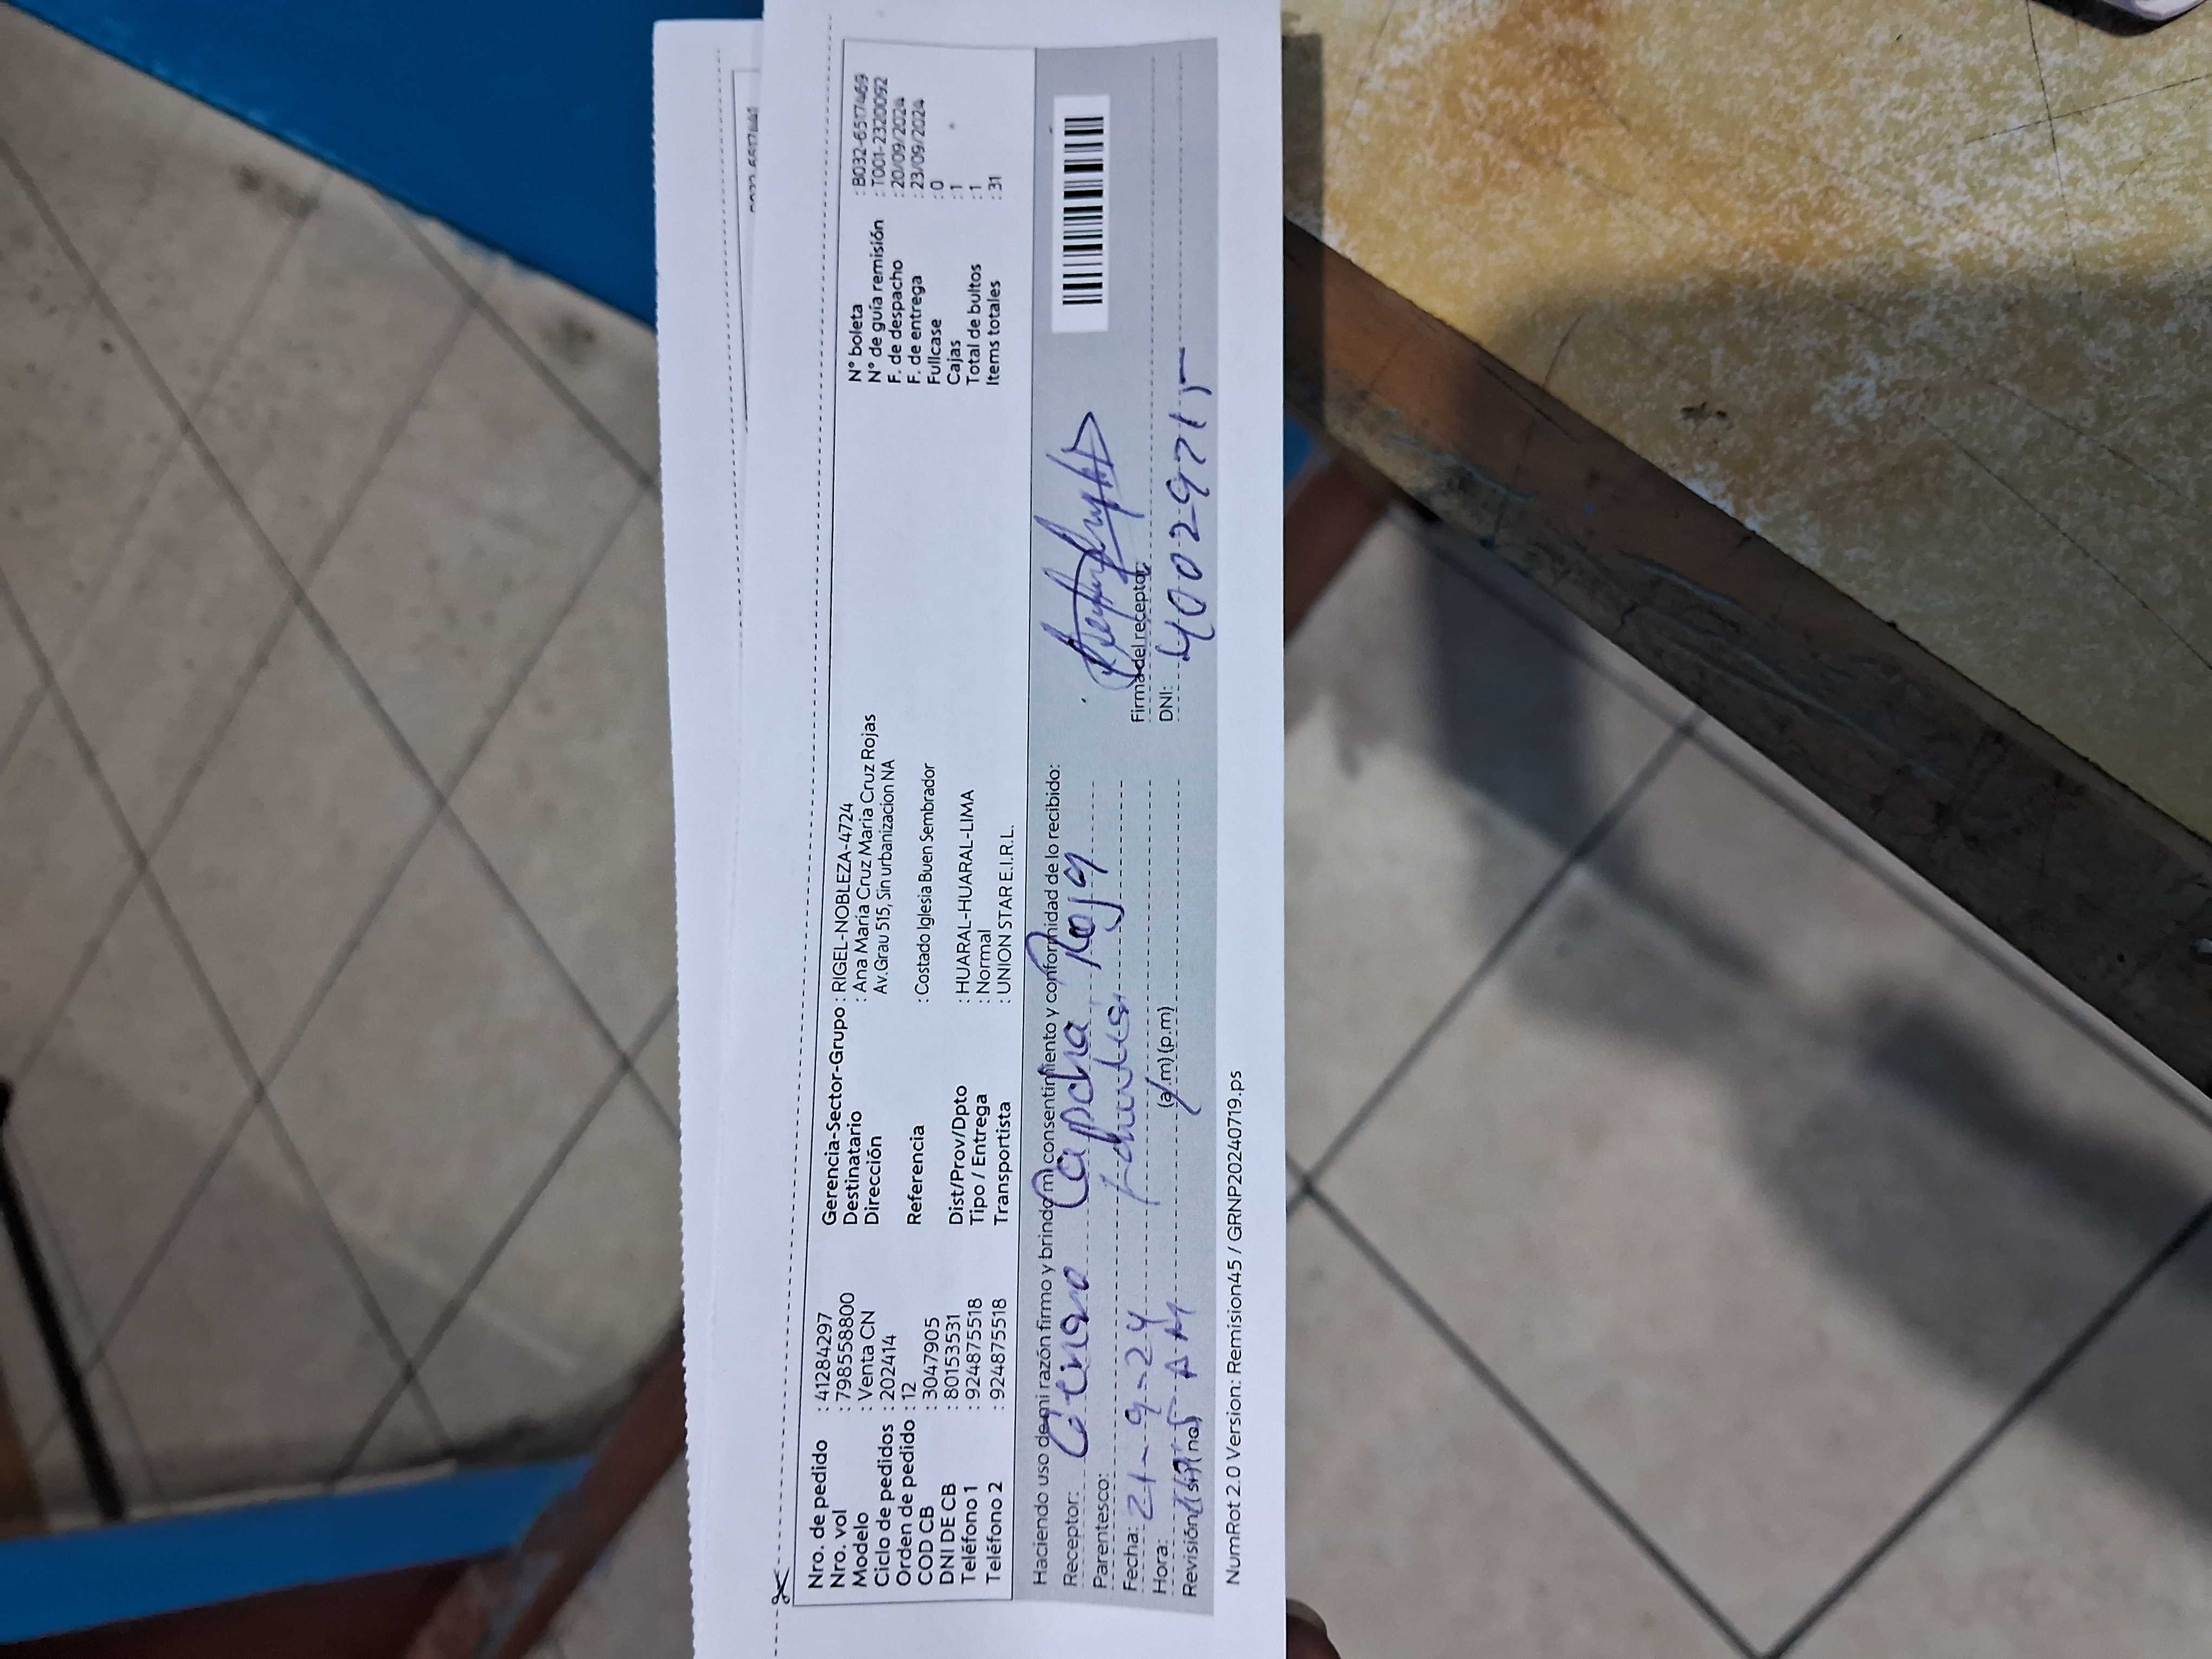 Nro. de pedido : 41284297
Nro. vol : 798558800
Modelo : Venta CN
Ciclo de pedidos : 202414
Orden de pedido : 12
COD CB : 3047905
DNI DE CB : 80153531
Teléfono 1 : 924875518
Teléfono 2 : 924875518
Gerencia-Sector-Grupo : RIGEL-NOBLEZA-4724
Destinatario : Ana María Cruz Maria Cruz Rojas
Dirección Av.Grau 515, Sin urbanizacion NA
Referencia : Costado Iglesia Buen Sembrador
Dist/Prov/Dpto : HUARAL-HUARAL-LIMA
Tipo / Entrega : Normal
Transportista : UNION STAR E.I.R.L.
N° boleta : B032-6517469
N° de guía remisión : T001-2320092
F. de despacho : 20/09/2024
F. de entrega : 23/09/2024
Fullcase : 0
Cajas : 1
Total de bultos : 1
Items totales : 31
Haciendo uso de mi razón firmo y brindo mi consentimiento y conformidad de lo recibido:
Receptor: Capcha Roja
Parentesco:
Fecha: 21-9-24
Hora: AM (a.m) (p.m)
Revisión (si) (no)
Firma del receptor:
DNI: 40029715
NumRot 2.0 Version: Remision45 / GRNP20240719.ps